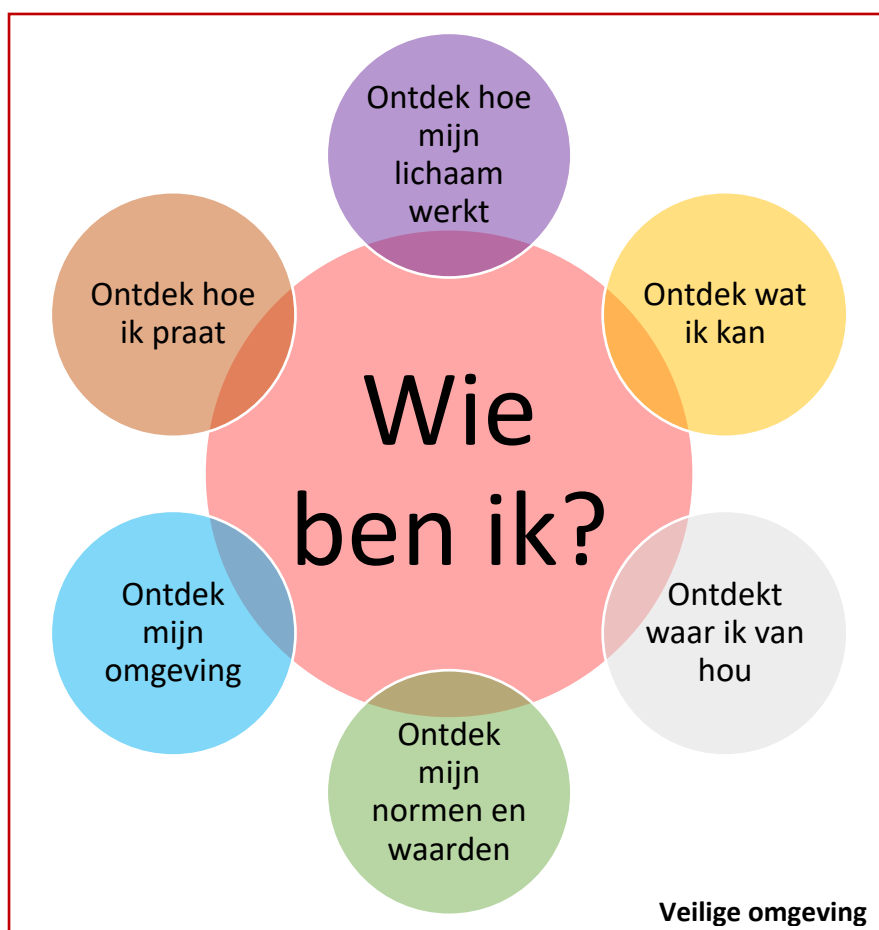 Ontdek hoe
mijn
lichaam
werkt
Ontdek hoe
ik praat
Ontdek wat
ik kan
Wie
ben ik?
Ontdek
mijn
omgeving
Ontdekt
waar ik van
hou
Ontdek
mijn
normen en
waarden
Veilige omgeving